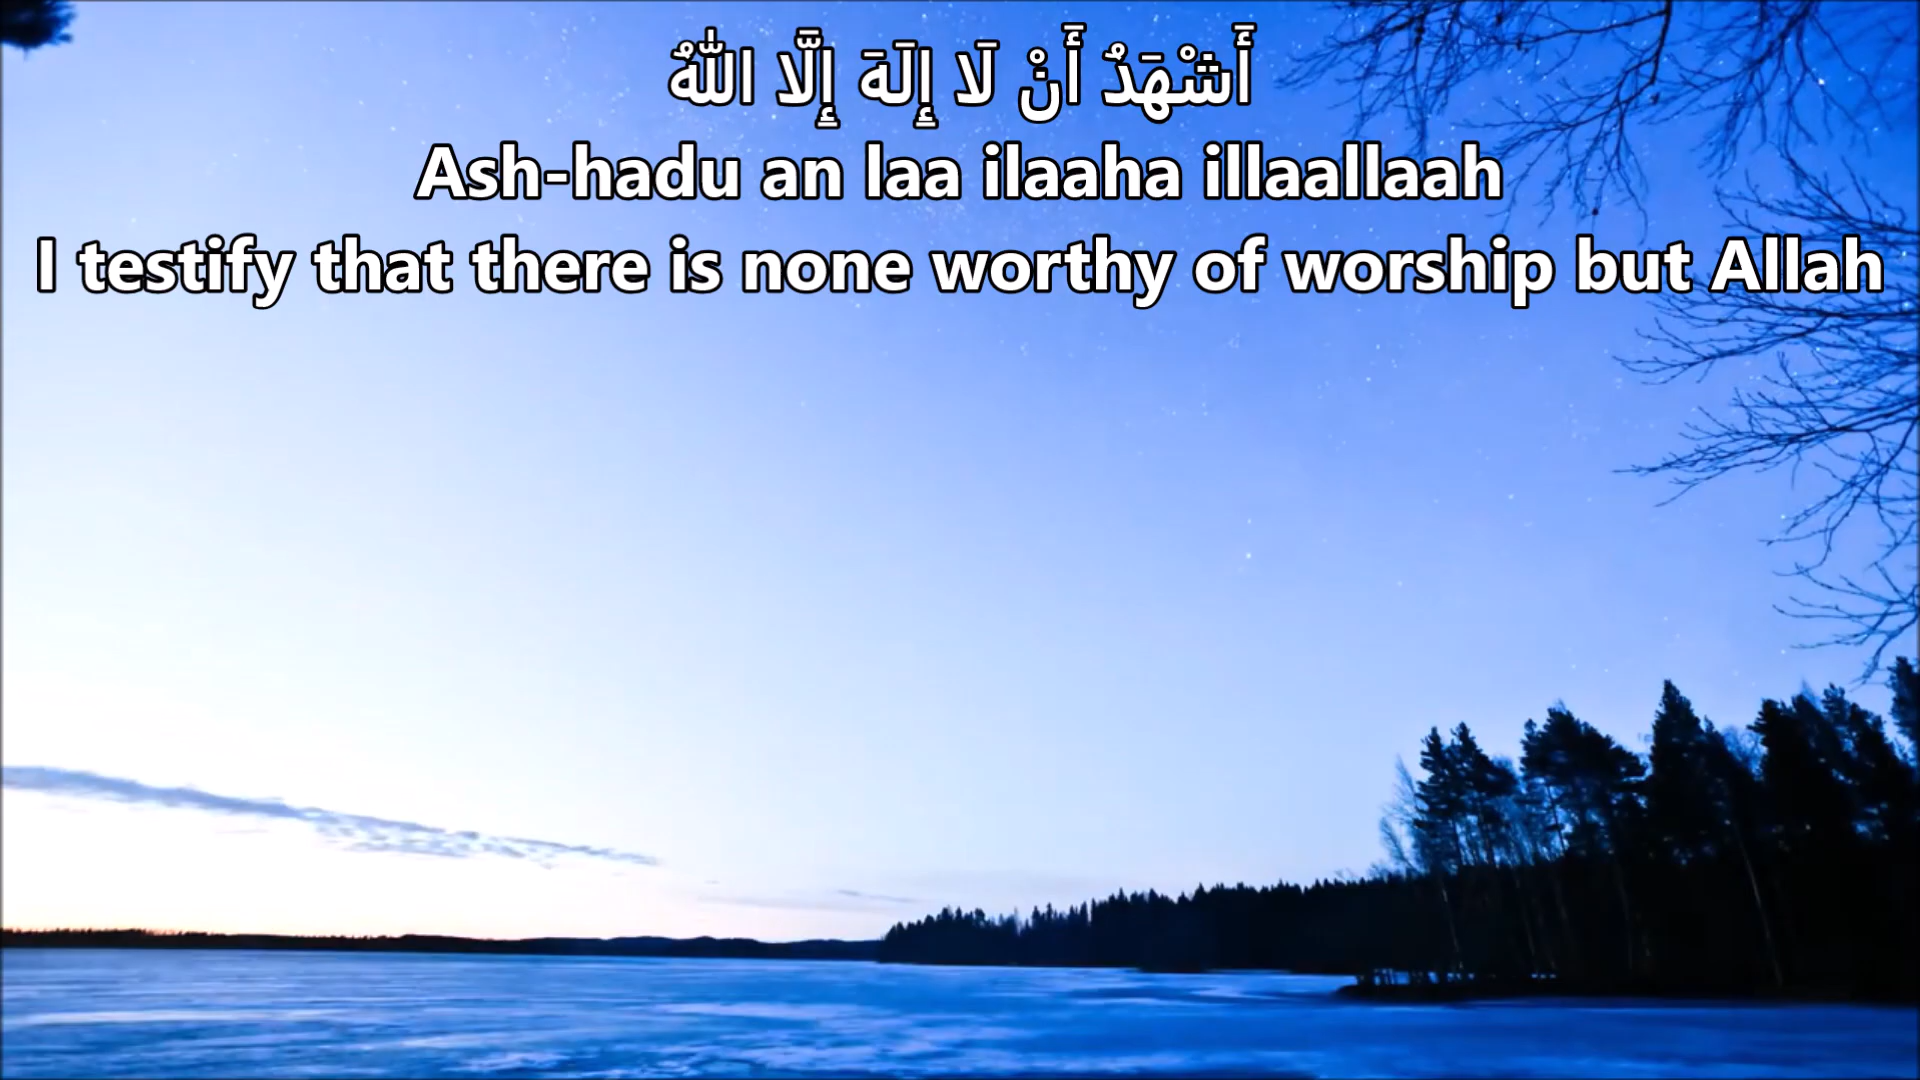 أَشْهَدُ أَنْ لَا إِلَهَ إِلَّا اللّٰهُ
Ash-hadu an laa ilaaha illaallaah
I testify that there is none worthy of worship but Allah